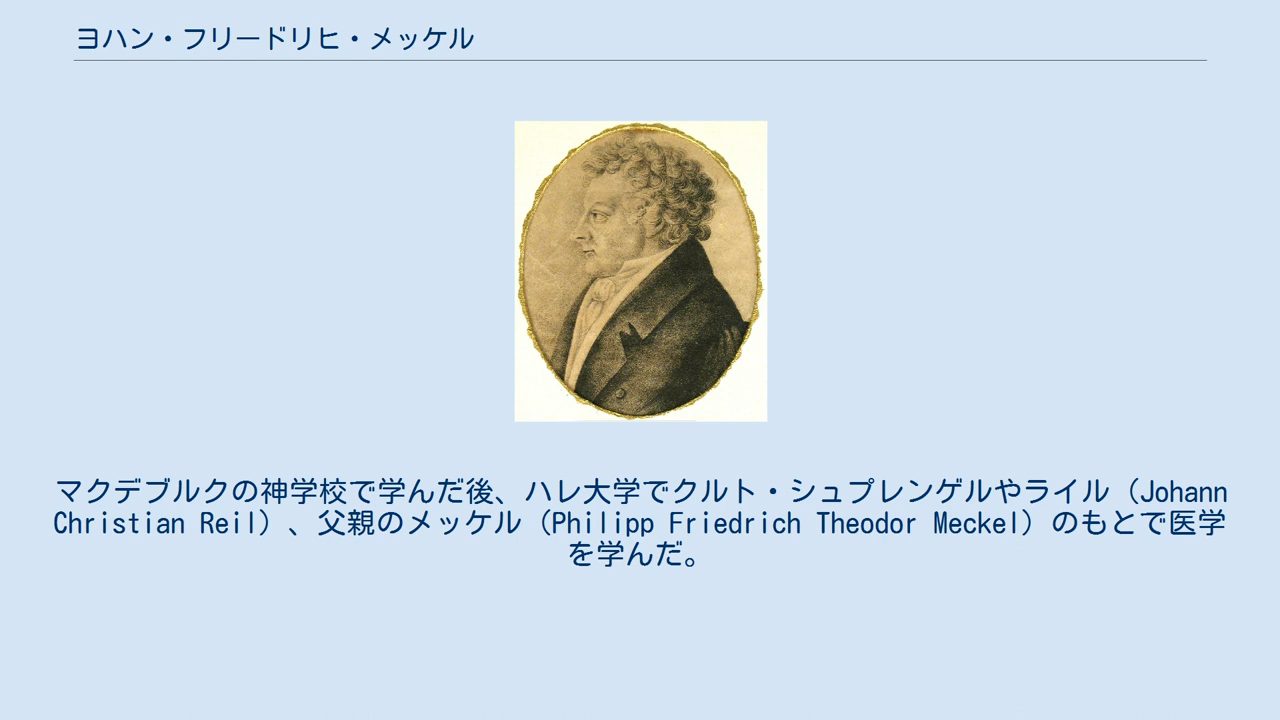 ヨハン・フリードリヒ・メッケル
マクデブルクの神学校で学んだ後、ハレ大学でクルト・シュプレンゲルやライル（Johann
Christian Reil）、父親のメッケル（Philipp Friedrich Theodor Meckel）のもとで医学
を学んだ。